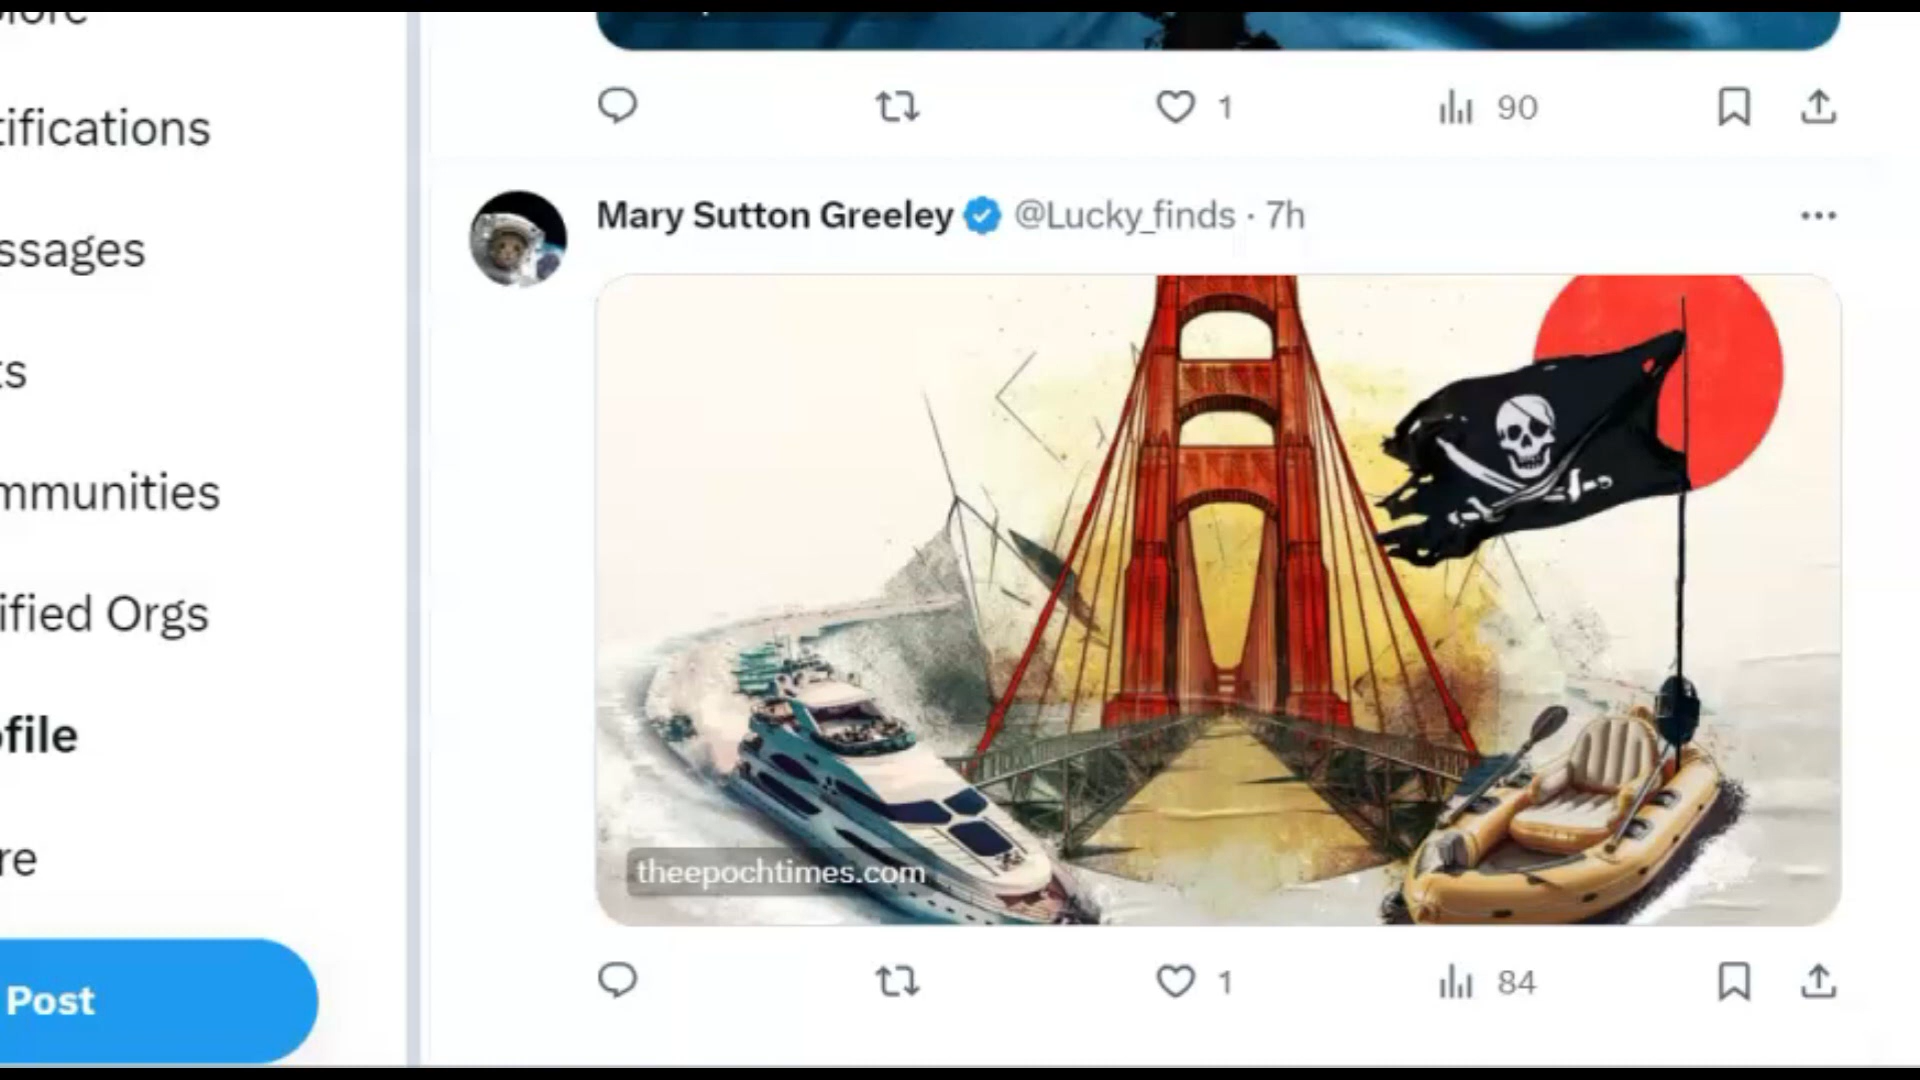 1
90
tifications
Mary Sutton Greeley @Lucky_finds · 7h
ssages
ts
mmunities
ified Orgs
ofile
re
theepochtimes.com
Post
1
84